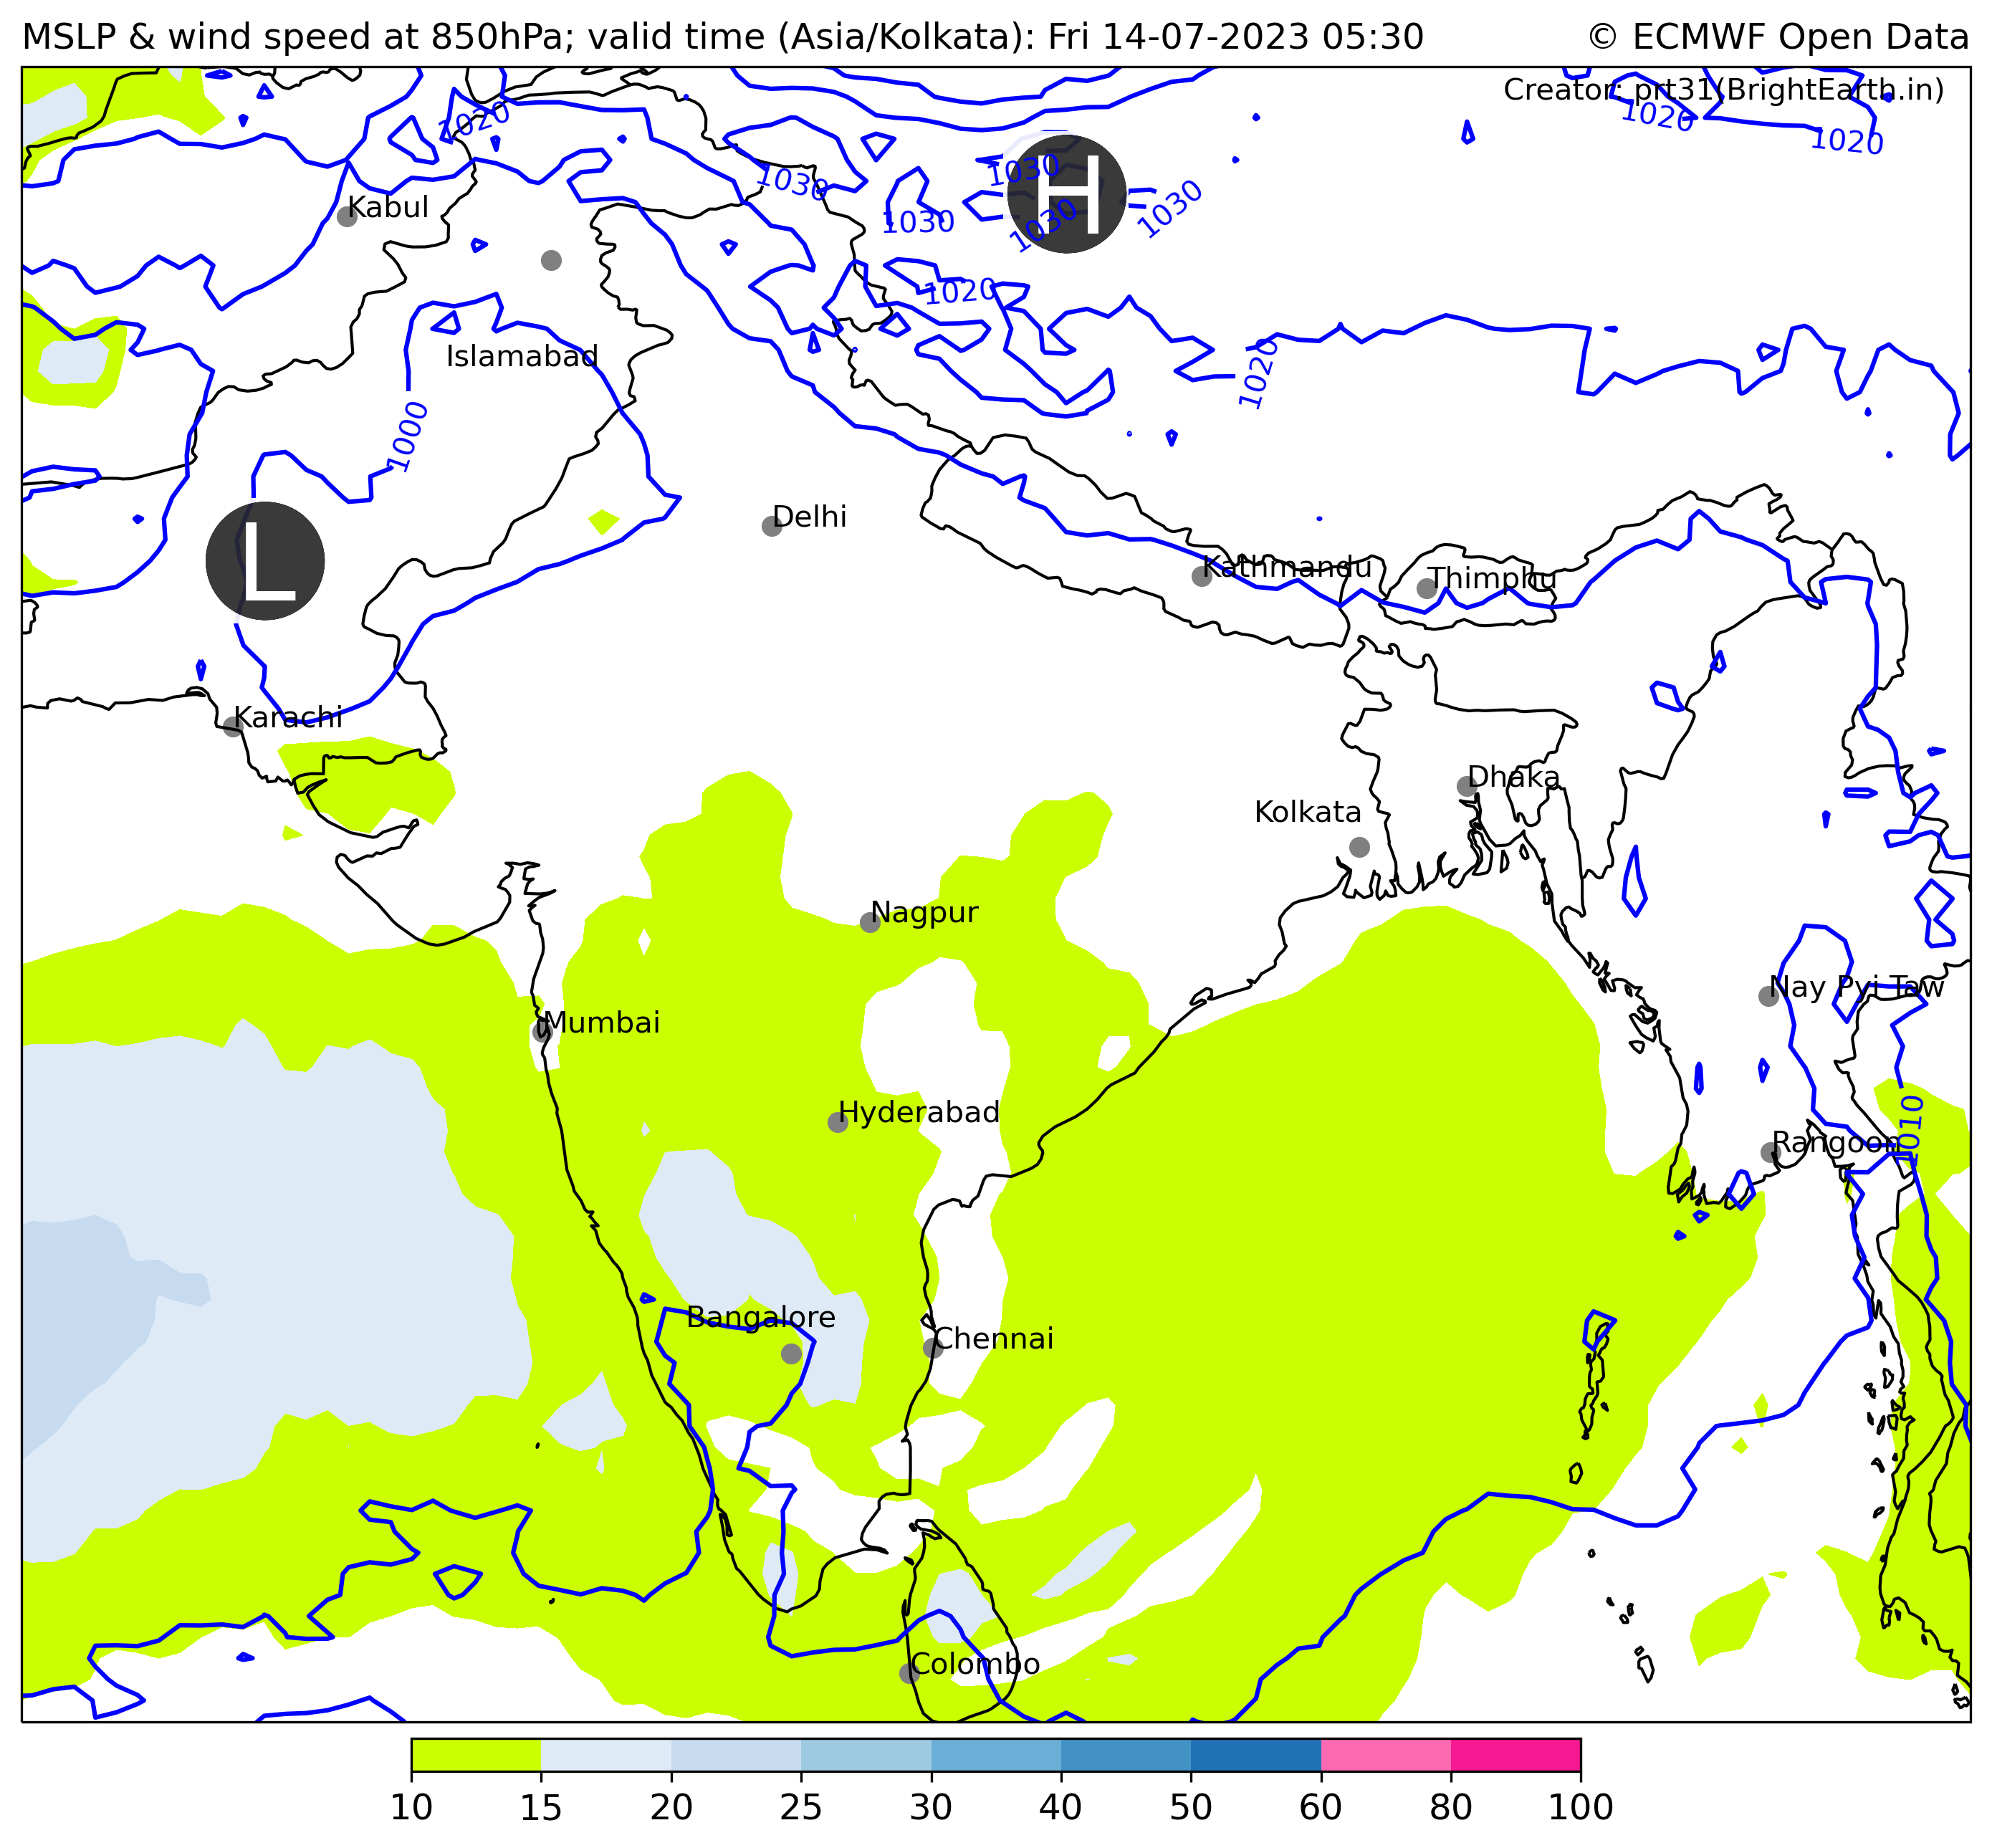 MSLP & wind speed at 850hPa; valid time (Asia/Kolkata): Fri 14-07-2023 05:30
© ECMWF Open Data
Creator: prt31(BrightEarth.in)
1020
1020
1020
1030
1030
H
1030
1030
1030
Kabul
1020
Islamabad
1020
1000
L
Delhi
Kathmandu
Thimphu
Karachi
Dhaka
Kolkata
Nagpur
Nay Pyi Taw
Mumbai
Hyderabad
1010
Rangoon
Bangalore
Chennai
Colombo
10 15 20 25 30 40 50 60 80 100